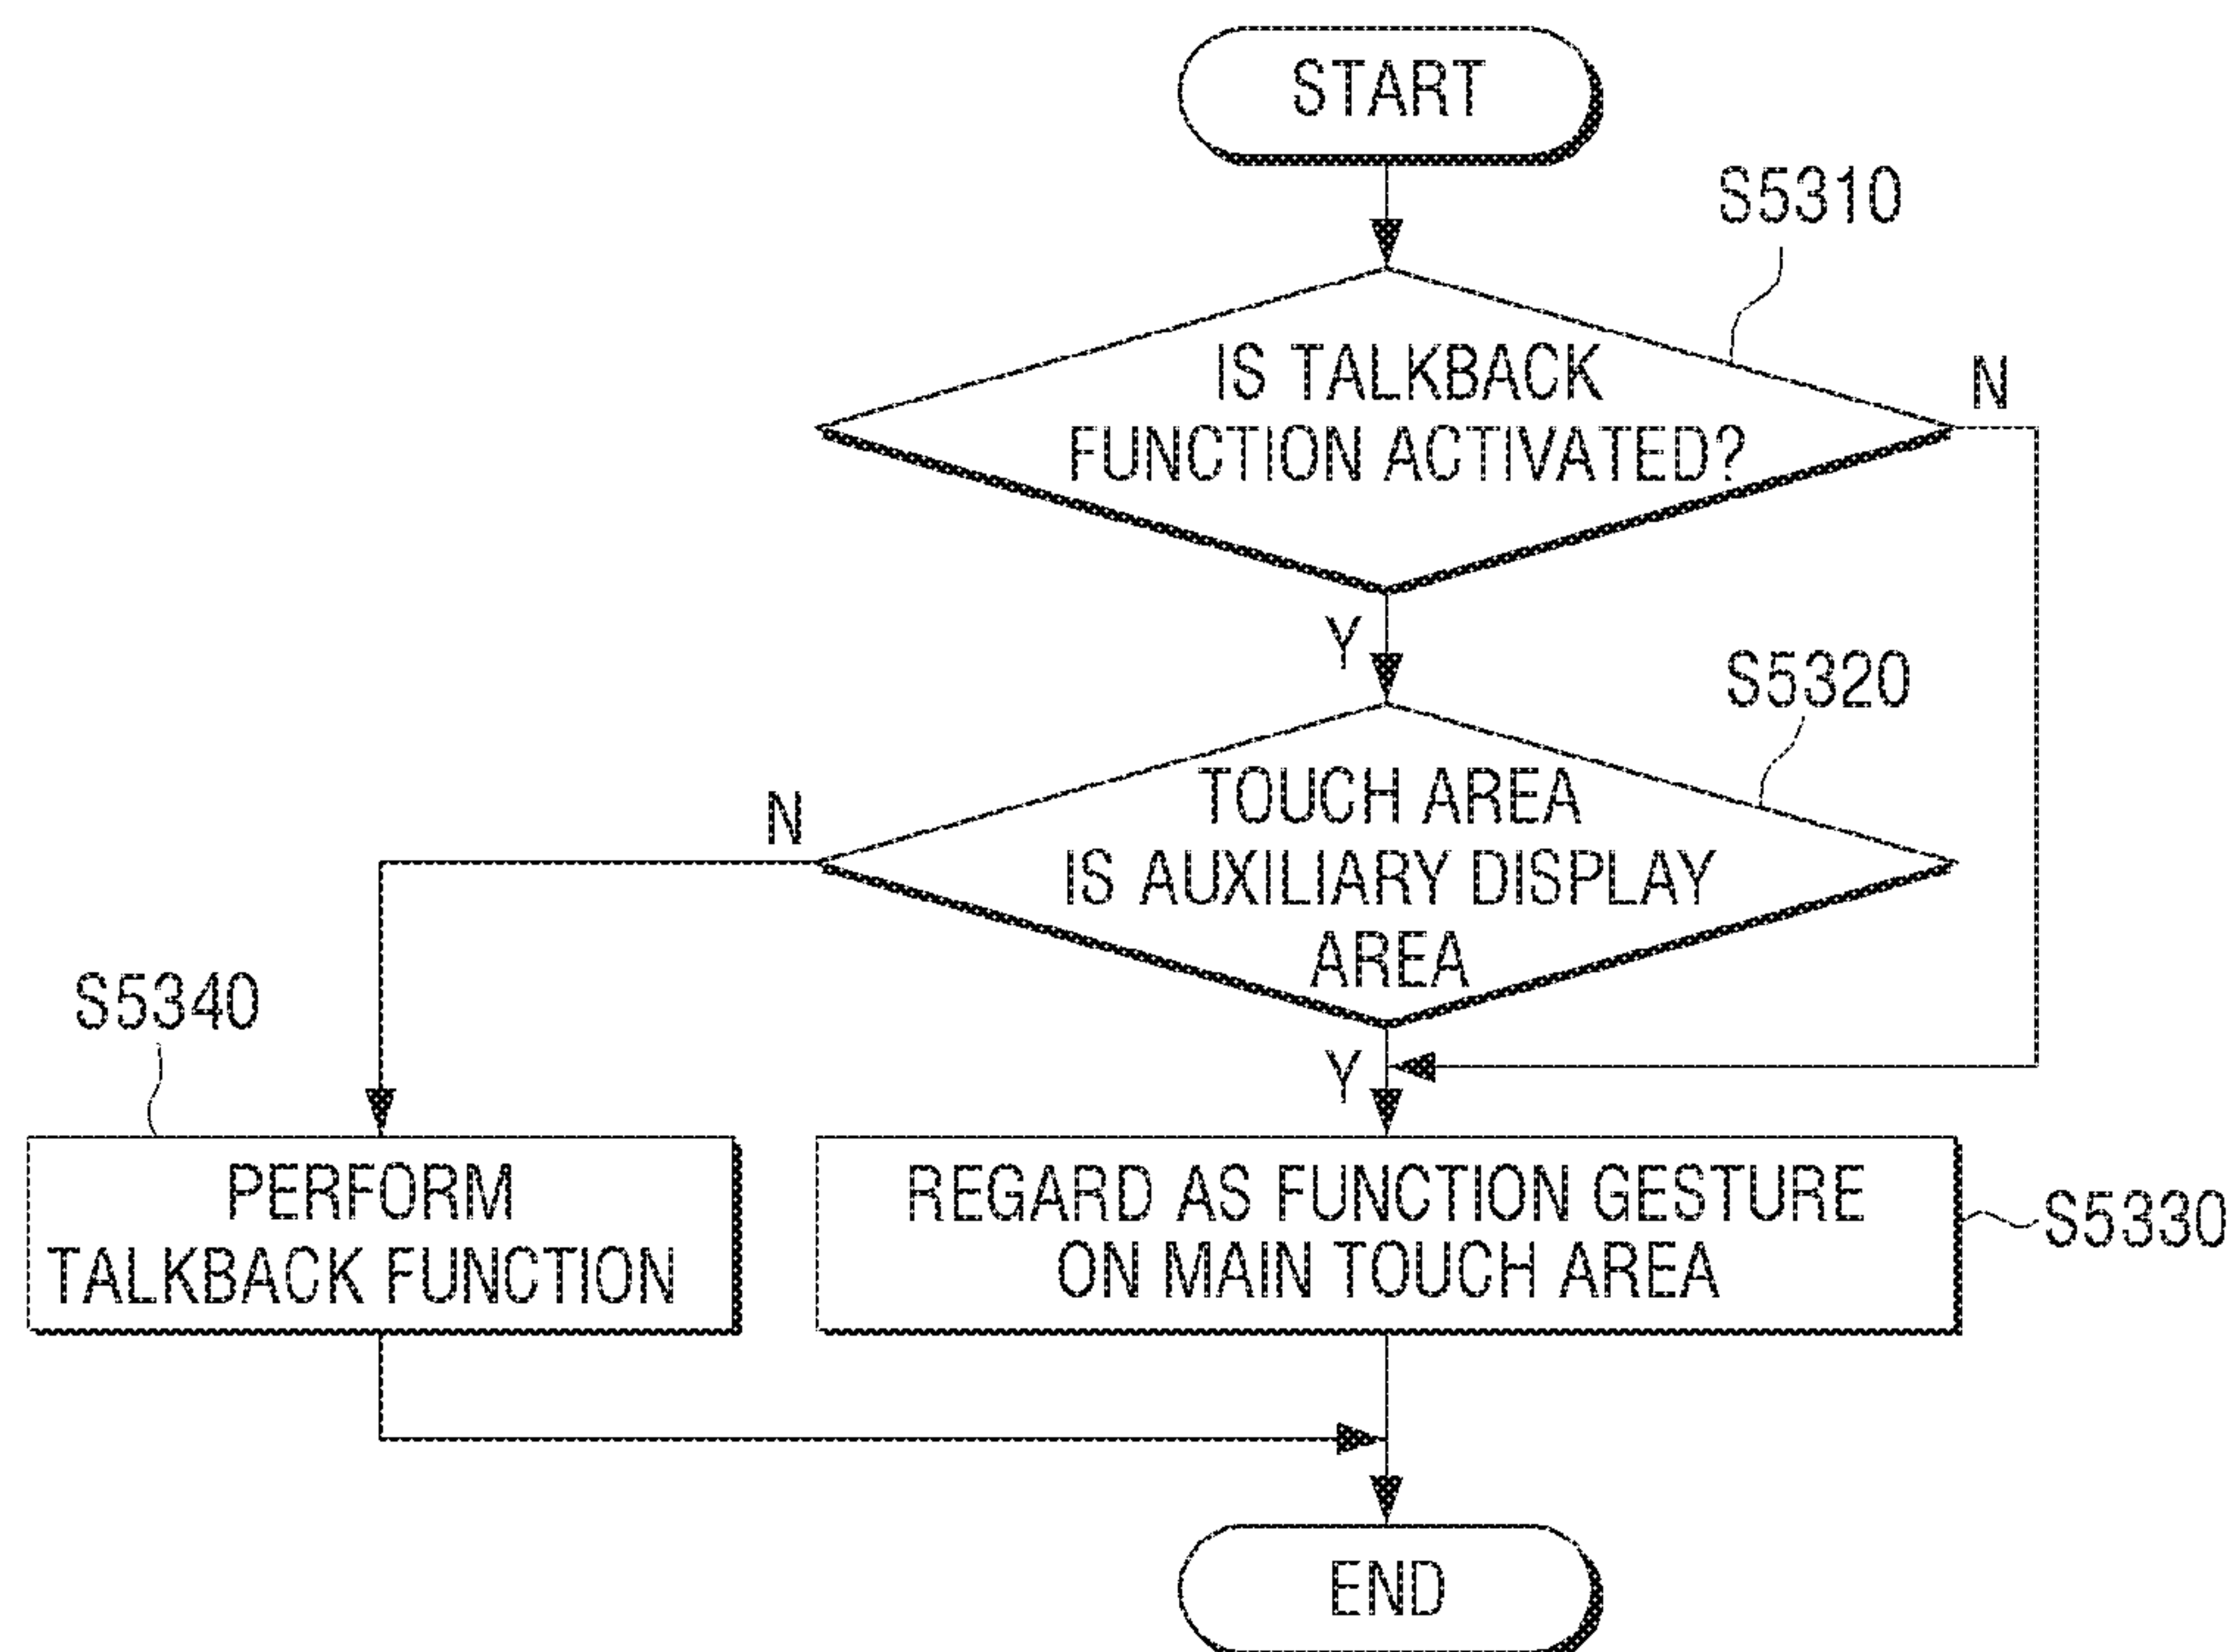 START
S5310
IS TALKBACK
FUNCTION ACTIVATED?
N
Y
S5320
TOUCH AREA
IS AUXILIARY DISPLAY
AREA
N
Y
S5340
PERFORM
TALKBACK FUNCTION
REGARD AS FUNCTION GESTURE
ON MAIN TOUCH AREA
S5330
END